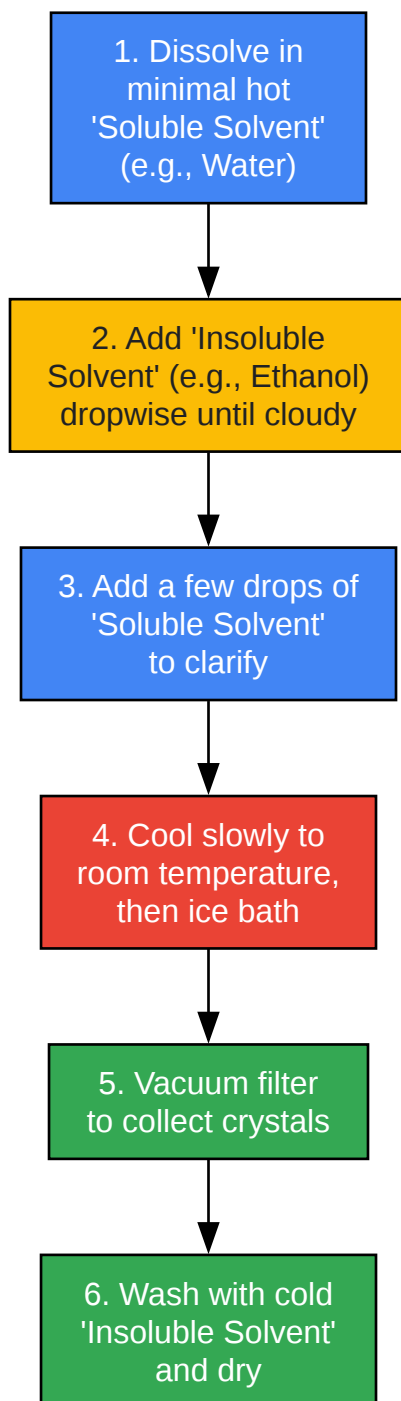 1. Dissolve in
minimal hot
'Soluble Solvent'
(e.g., Water)
2. Add 'Insoluble
Solvent' (e.g., Ethanol)
dropwise until cloudy
3. Add a few drops of
'Soluble Solvent'
to clarify
4. Cool slowly to
room temperature,
then ice bath
5. Vacuum filter
to collect crystals
6. Wash with cold
'Insoluble Solvent'
and dry